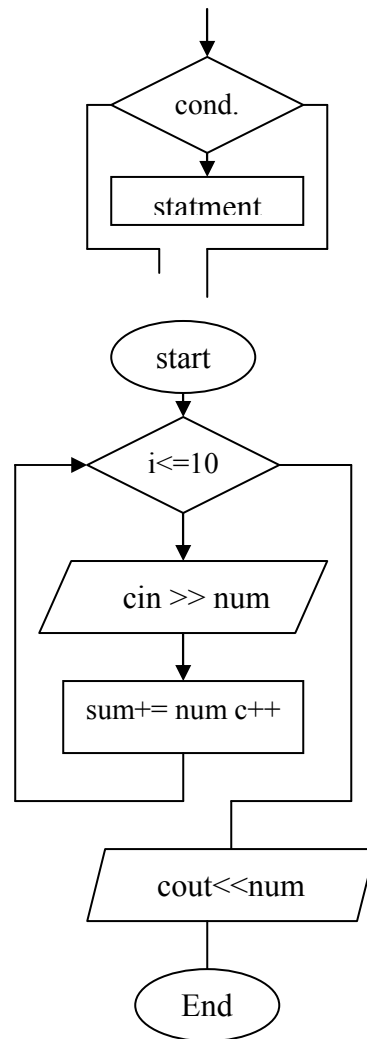 cond.
statment
start
i<=10
cin >> num
sum+= num c++
cout<<num
End